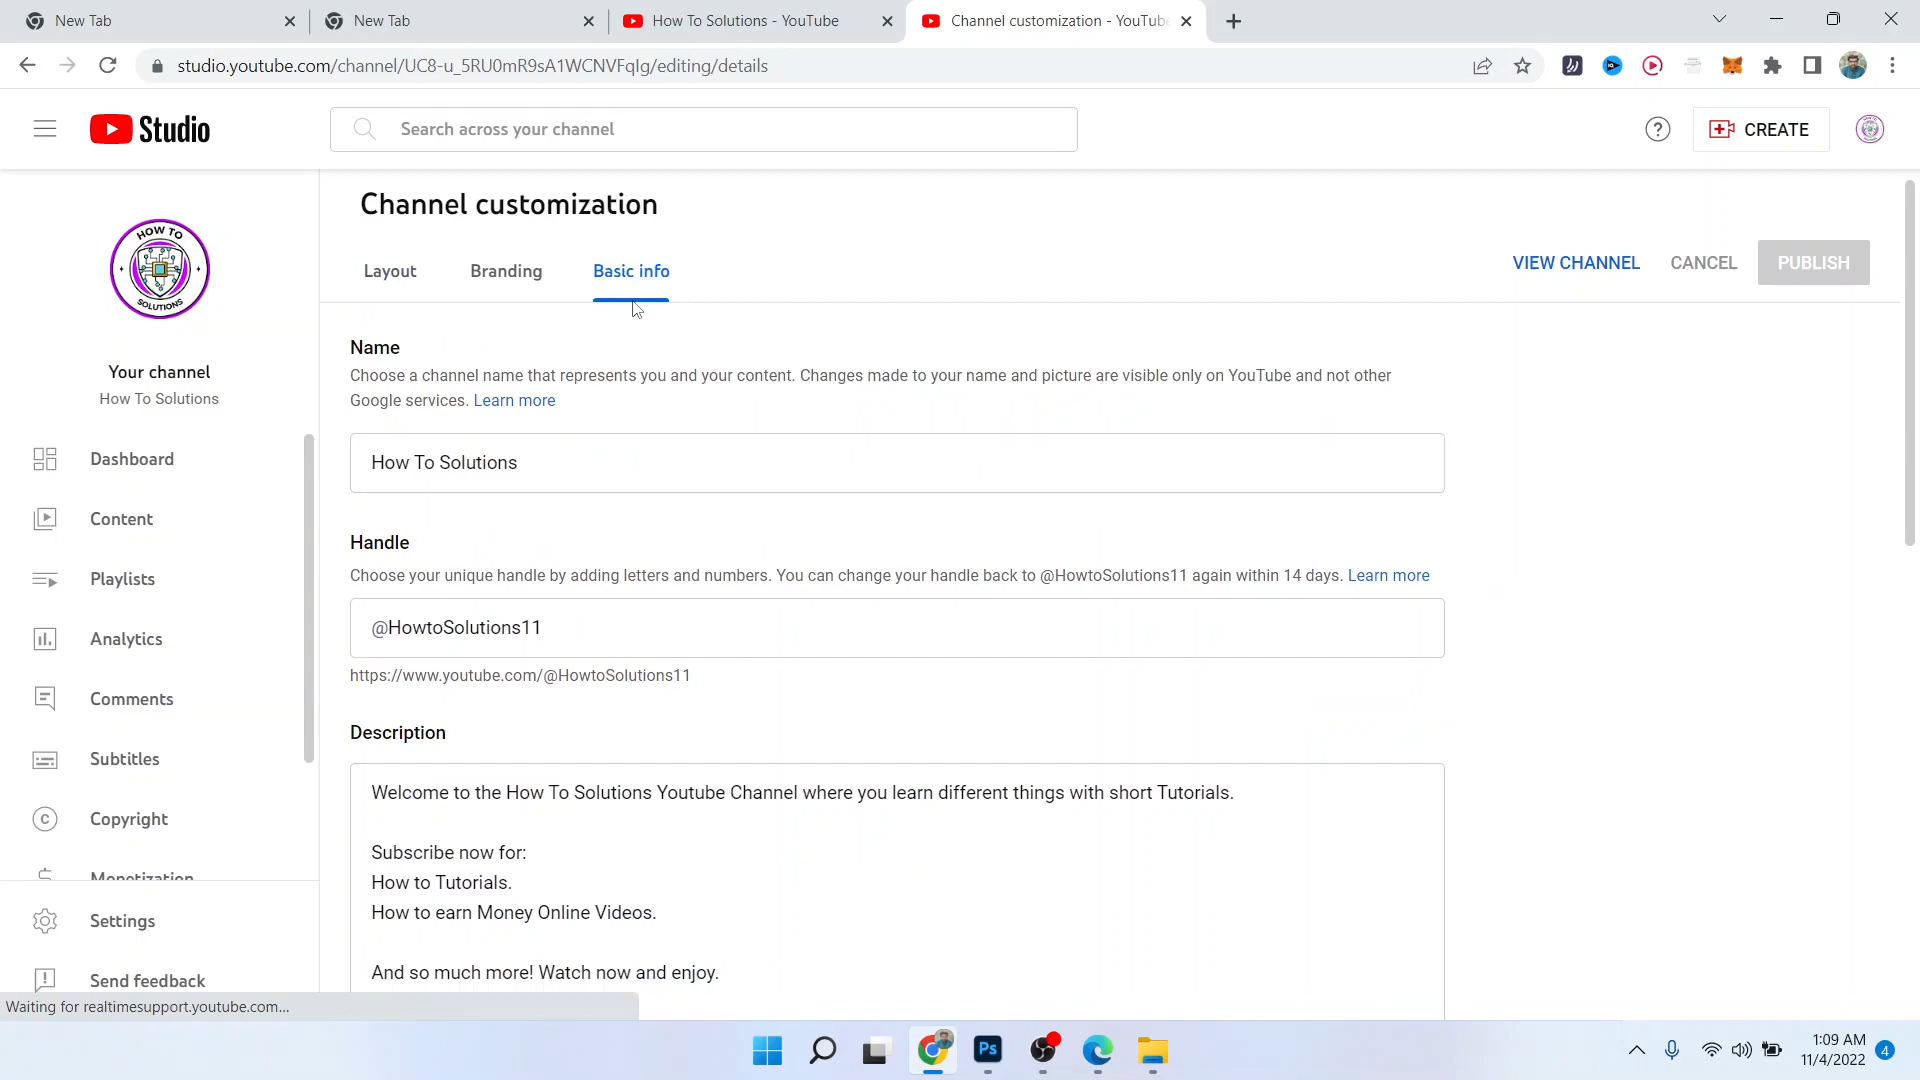 New Tab
New Tab
How To Solutions - YouTube
Channel customization - YouTube
studio.youtube.com/channel/UC8-u_5RU0mR9sA1WCNVFqIg/editing/details
Studio
Search across your channel
CREATE
Channel customization
Layout
Branding
Basic info
VIEW CHANNEL
CANCEL
PUBLISH
HOW TO
SOLUTIONS
Your channel
How To Solutions
Dashboard
Content
Playlists
Analytics
Comments
Subtitles
Copyright
Monetization
Settings
Send feedback
Name
Choose a channel name that represents you and your content. Changes made to your name and picture are visible only on YouTube and not other
Google services. Learn more
How To Solutions
Handle
Choose your unique handle by adding letters and numbers. You can change your handle back to @HowtoSolutions11 again within 14 days. Learn more
@HowtoSolutions11
https://www.youtube.com/@HowtoSolutions11
Description
Welcome to the How To Solutions Youtube Channel where you learn different things with short Tutorials.
Subscribe now for:
How to Tutorials.
How to earn Money Online Videos.
And so much more! Watch now and enjoy.
Waiting for realtimesupport.youtube.com...
Ps
1:09 AM
11/4/2022
4